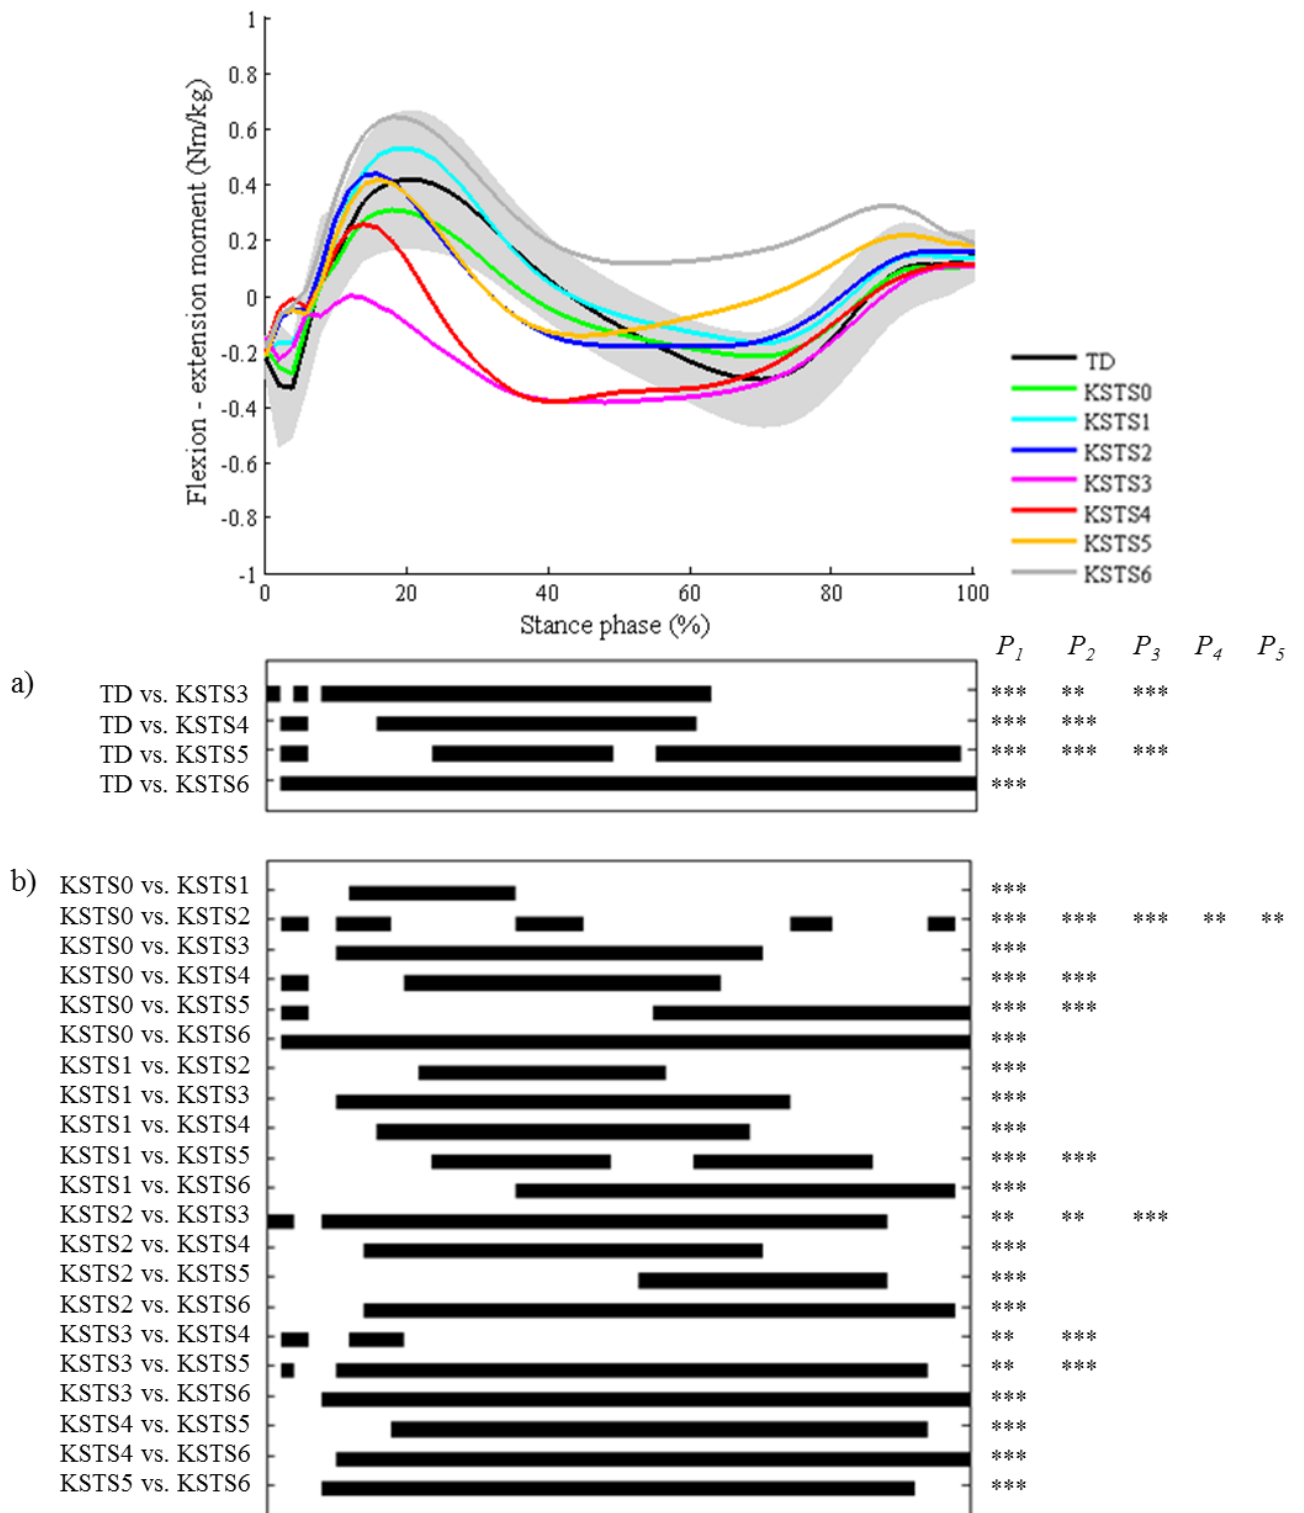 1
0.8
0.6
0.4
0.2
0
-0.2
-0.4
-0.6
-0.8
-1
Flexion - extension moment (Nm/kg)
0 20 40 60 80 100
Stance phase (%)
TD
KSTS0
KSTS1
KSTS2
KSTS3
KSTS4
KSTS5
KSTS6
P1 P2 P3 P4 P5
a)
TD vs. KSTS3 *** ** ***
TD vs. KSTS4 *** ***
TD vs. KSTS5 *** *** ***
TD vs. KSTS6 ***
b)
KSTS0 vs. KSTS1 ***
KSTS0 vs. KSTS2 *** *** *** ** **
KSTS0 vs. KSTS3 ***
KSTS0 vs. KSTS4 *** ***
KSTS0 vs. KSTS5 *** ***
KSTS0 vs. KSTS6 ***
KSTS1 vs. KSTS2 ***
KSTS1 vs. KSTS3 ***
KSTS1 vs. KSTS4 ***
KSTS1 vs. KSTS5 *** ***
KSTS1 vs. KSTS6 ***
KSTS2 vs. KSTS3 ** ** ***
KSTS2 vs. KSTS4 ***
KSTS2 vs. KSTS5 ***
KSTS2 vs. KSTS6 ***
KSTS3 vs. KSTS4 ** ***
KSTS3 vs. KSTS5 ** ***
KSTS3 vs. KSTS6 ***
KSTS4 vs. KSTS5 ***
KSTS4 vs. KSTS6 ***
KSTS5 vs. KSTS6 ***